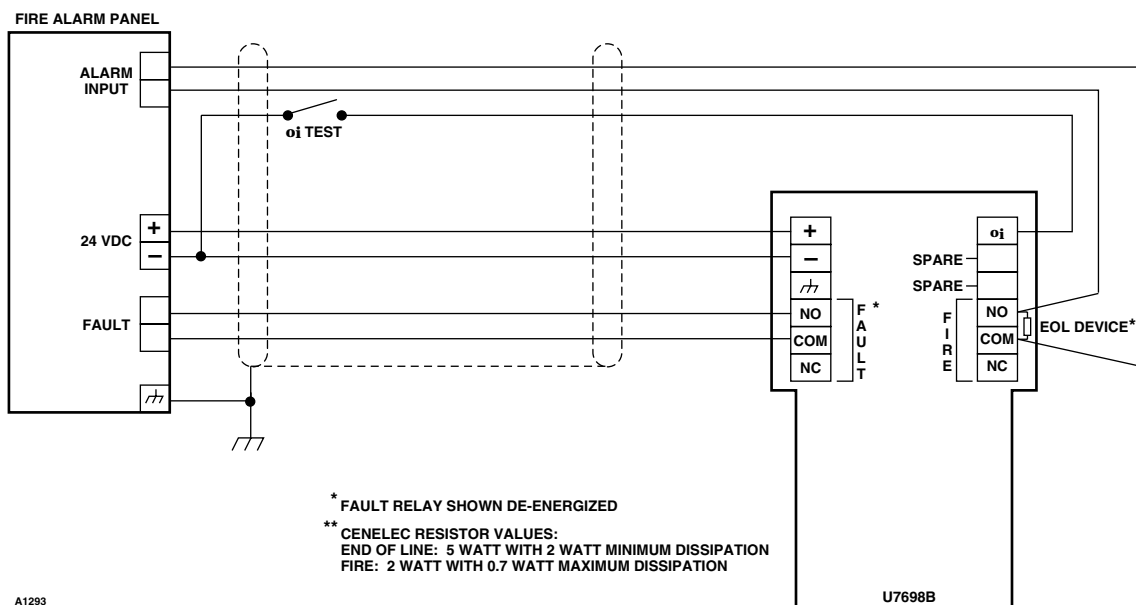 FIRE ALARM PANEL
ALARM
INPUT
oi TEST
24 VDC
+
–
FAULT
+
–
NO
COM
NC
FAULT
*
oi
SPARE
SPARE
FIRE
NO
COM
NC
EOL DEVICE*
* FAULT RELAY SHOWN DE-ENERGIZED
** CENELEC RESISTOR VALUES:
END OF LINE: 5 WATT WITH 2 WATT MINIMUM DISSIPATION
FIRE: 2 WATT WITH 0.7 WATT MAXIMUM DISSIPATION
A1293
U7698B